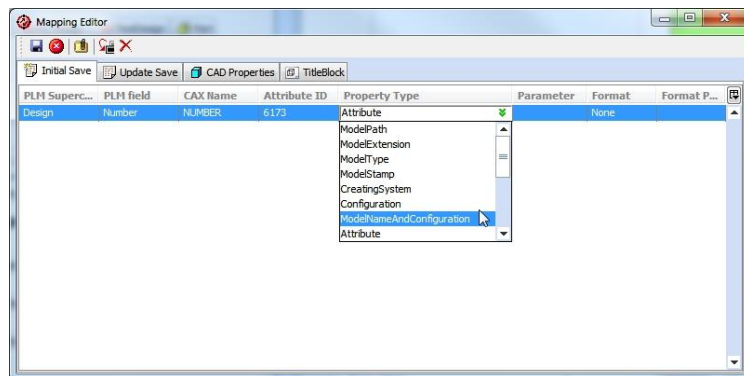 Mapping Editor
Initial Save Update Save CAD Properties TitleBlock
PLM Superc... PLM field CAX Name Attribute ID Property Type Parameter Format Format P...
Design Number NUMBER 6173 Attribute None
ModelPath
ModelExtension
ModelType
ModelStamp
CreatingSystem
Configuration
ModelNameAndConfiguration
Attribute